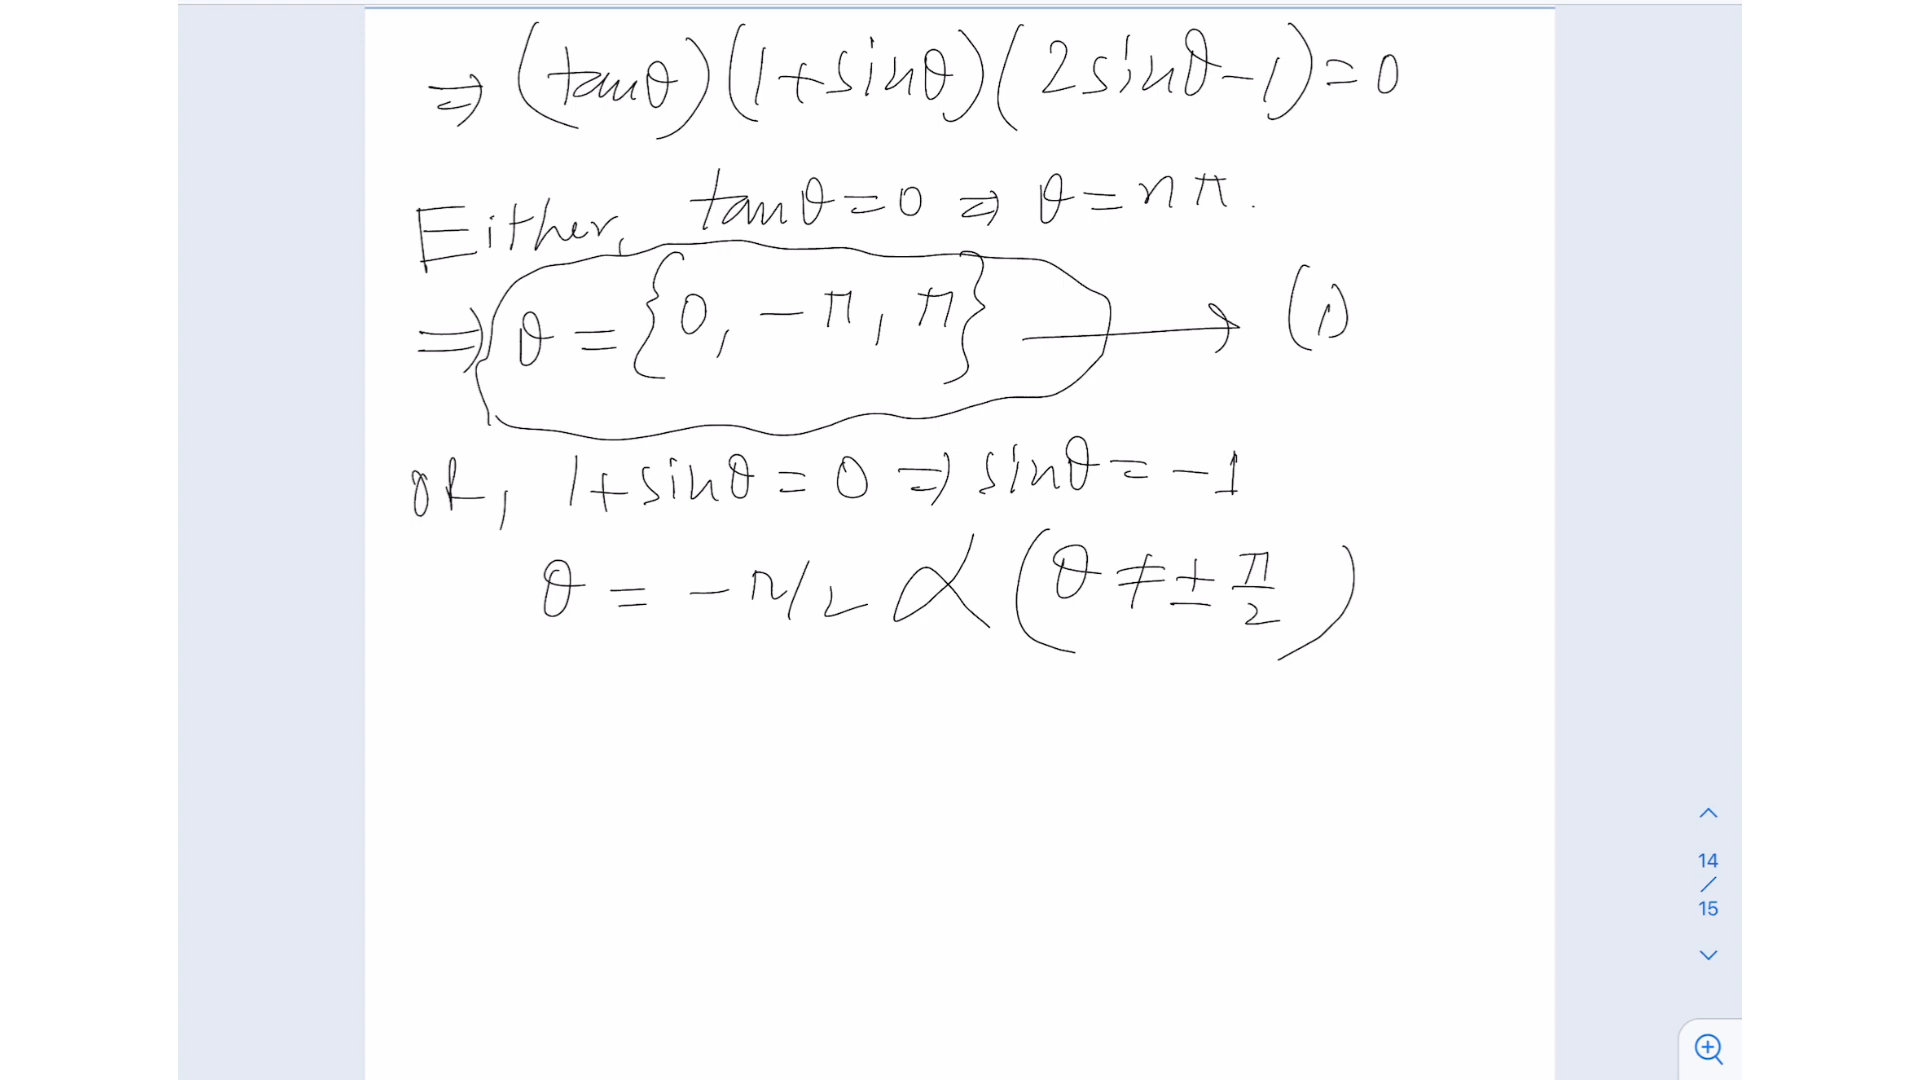 ⇒ (tanθ)(1+sinθ)(2sinθ-1)=0
Either, tanθ=0 ⇒ θ=nπ.
⇒ θ = {0, -π, π} → (1)
or, 1+sinθ = 0 ⇒ sinθ = -1
θ = -π/2 ∝ (θ ≠ ± π/2)
14
/
15